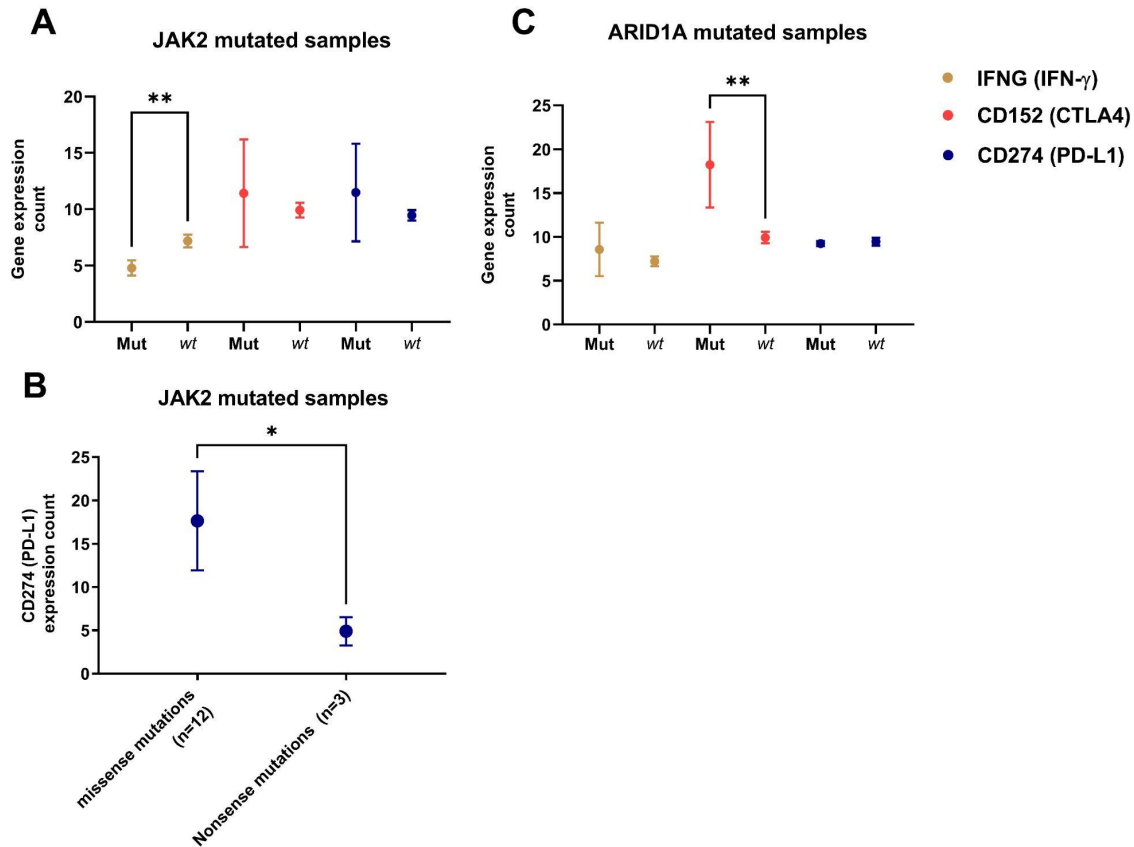 A
JAK2 mutated samples
**
Gene expression
count
20
15
10
5
0
Mut
wt
Mut
wt
Mut
wt
C
ARID1A mutated samples
**
Gene expression
count
25
20
15
10
5
0
Mut
wt
Mut
wt
Mut
wt
IFNG (IFN-γ)
CD152 (CTLA4)
CD274 (PD-L1)
B
JAK2 mutated samples
*
CD274 (PD-L1)
expression count
25
20
15
10
5
0
missense mutations
(n=12)
Nonsense mutations (n=3)